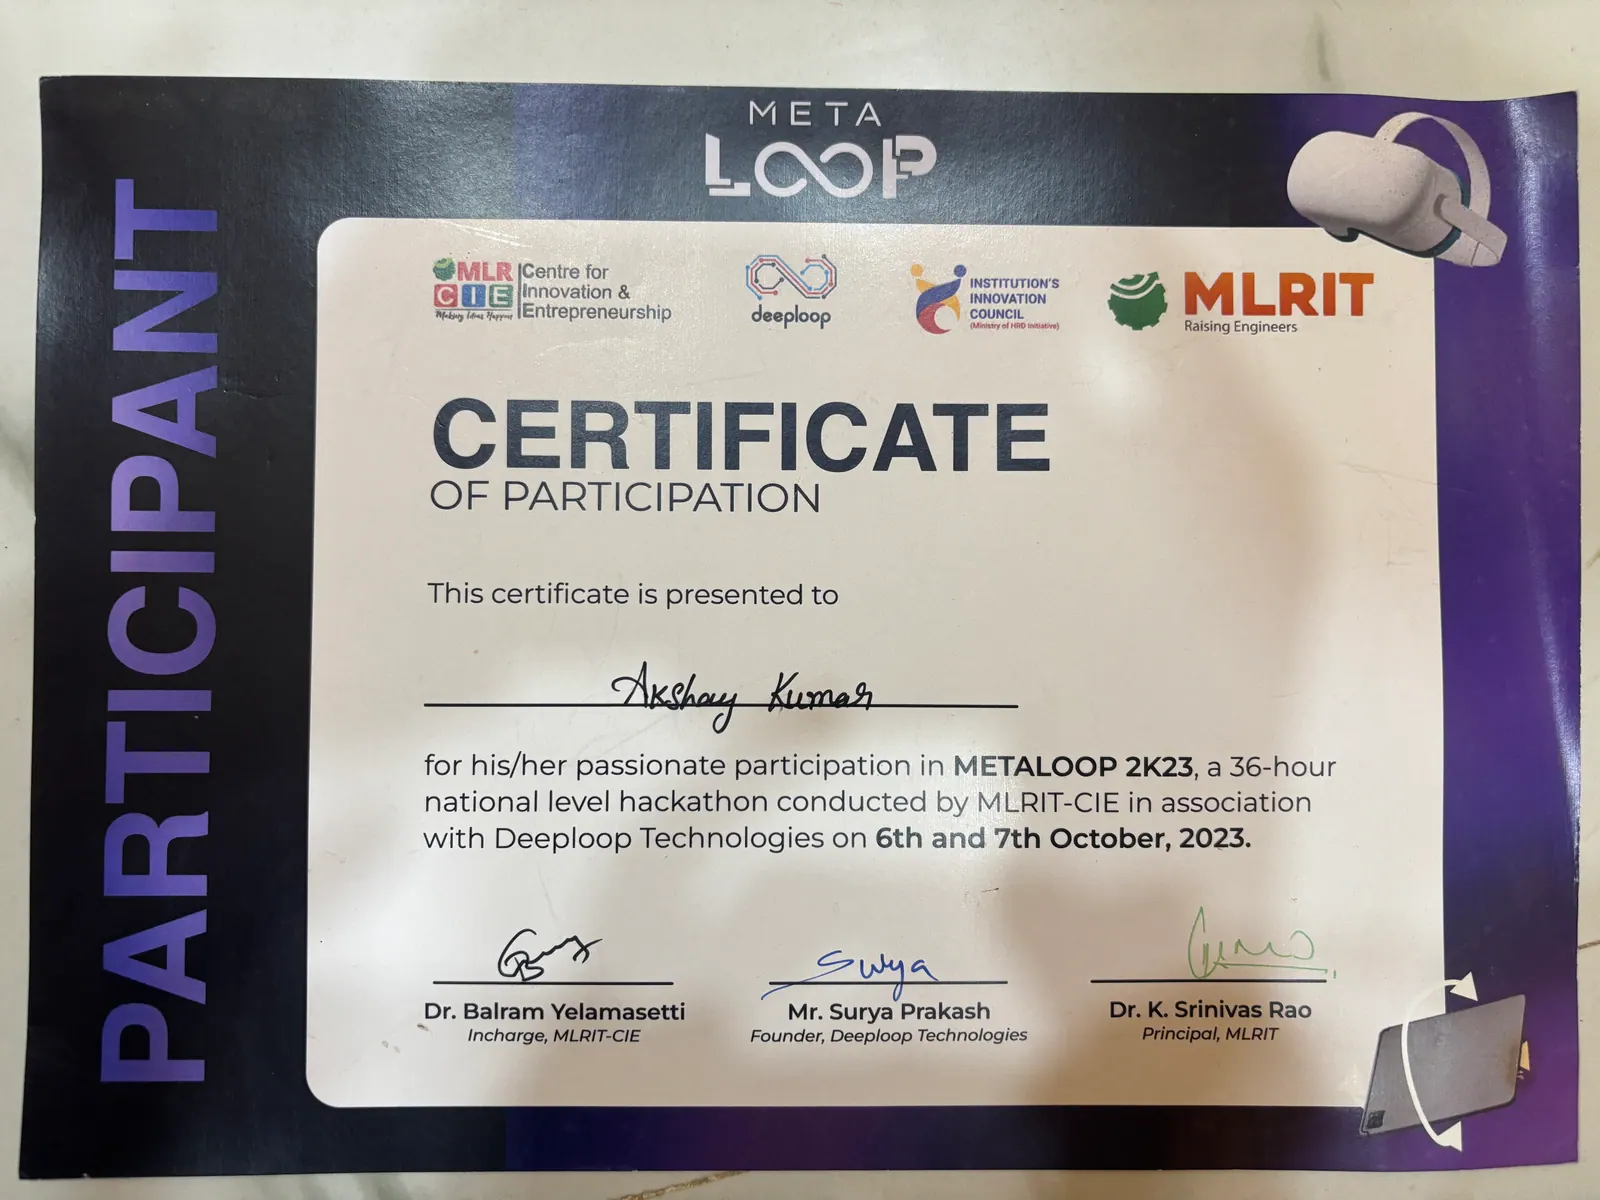 META
LOOP
PARTICIPANT
MLR
CIE
Making Ideas Happen
Centre for
Innovation &
Entrepreneurship
deeploop
INSTITUTION'S
INNOVATION
COUNCIL
(Ministry of HRD Initiative)
MLRIT
Raising Engineers
CERTIFICATE
OF PARTICIPATION
This certificate is presented to
Akshay Kumar
for his/her passionate participation in METALOOP 2K23, a 36-hour
national level hackathon conducted by MLRIT-CIE in association
with Deeploop Technologies on 6th and 7th October, 2023.
Surya
Dr. Balram Yelamasetti
Incharge, MLRIT-CIE
Mr. Surya Prakash
Founder, Deeploop Technologies
Dr. K. Srinivas Rao
Principal, MLRIT